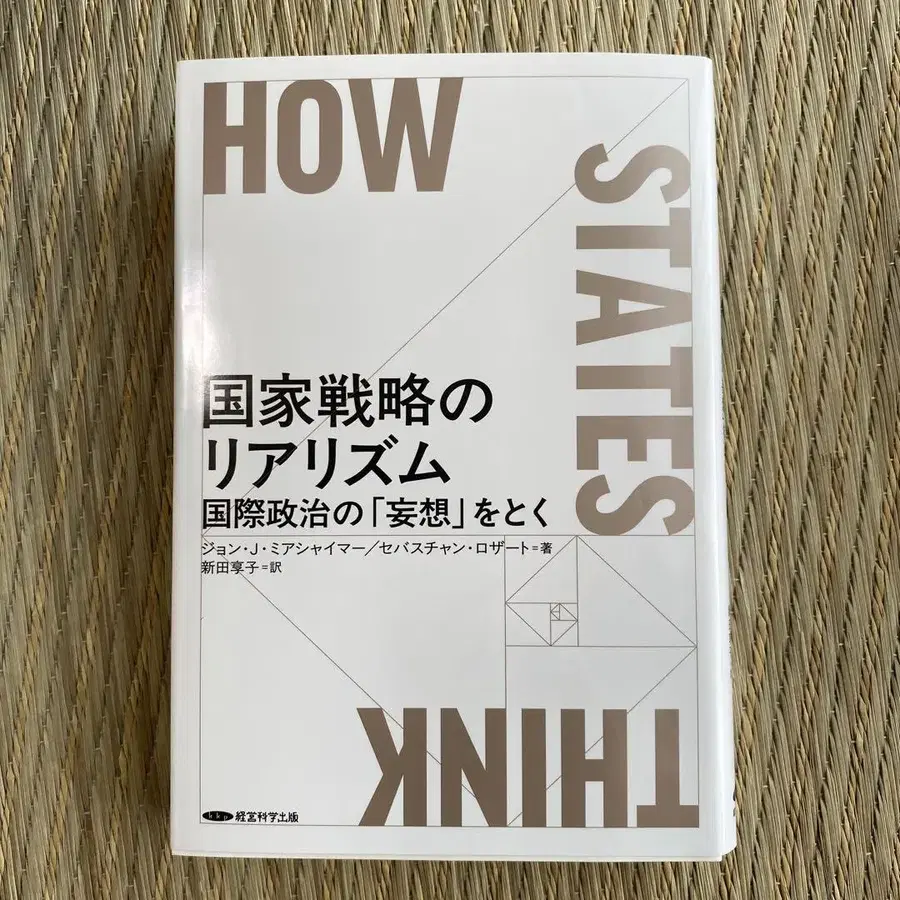 HOW
STATES
THINK
国家戦略の
リアリズム
国際政治の「妄想」をとく
ジョン・J・ミアシャイマー／セバスチャン・ロザート=著
新田享子=訳
kkp 経営科学出版